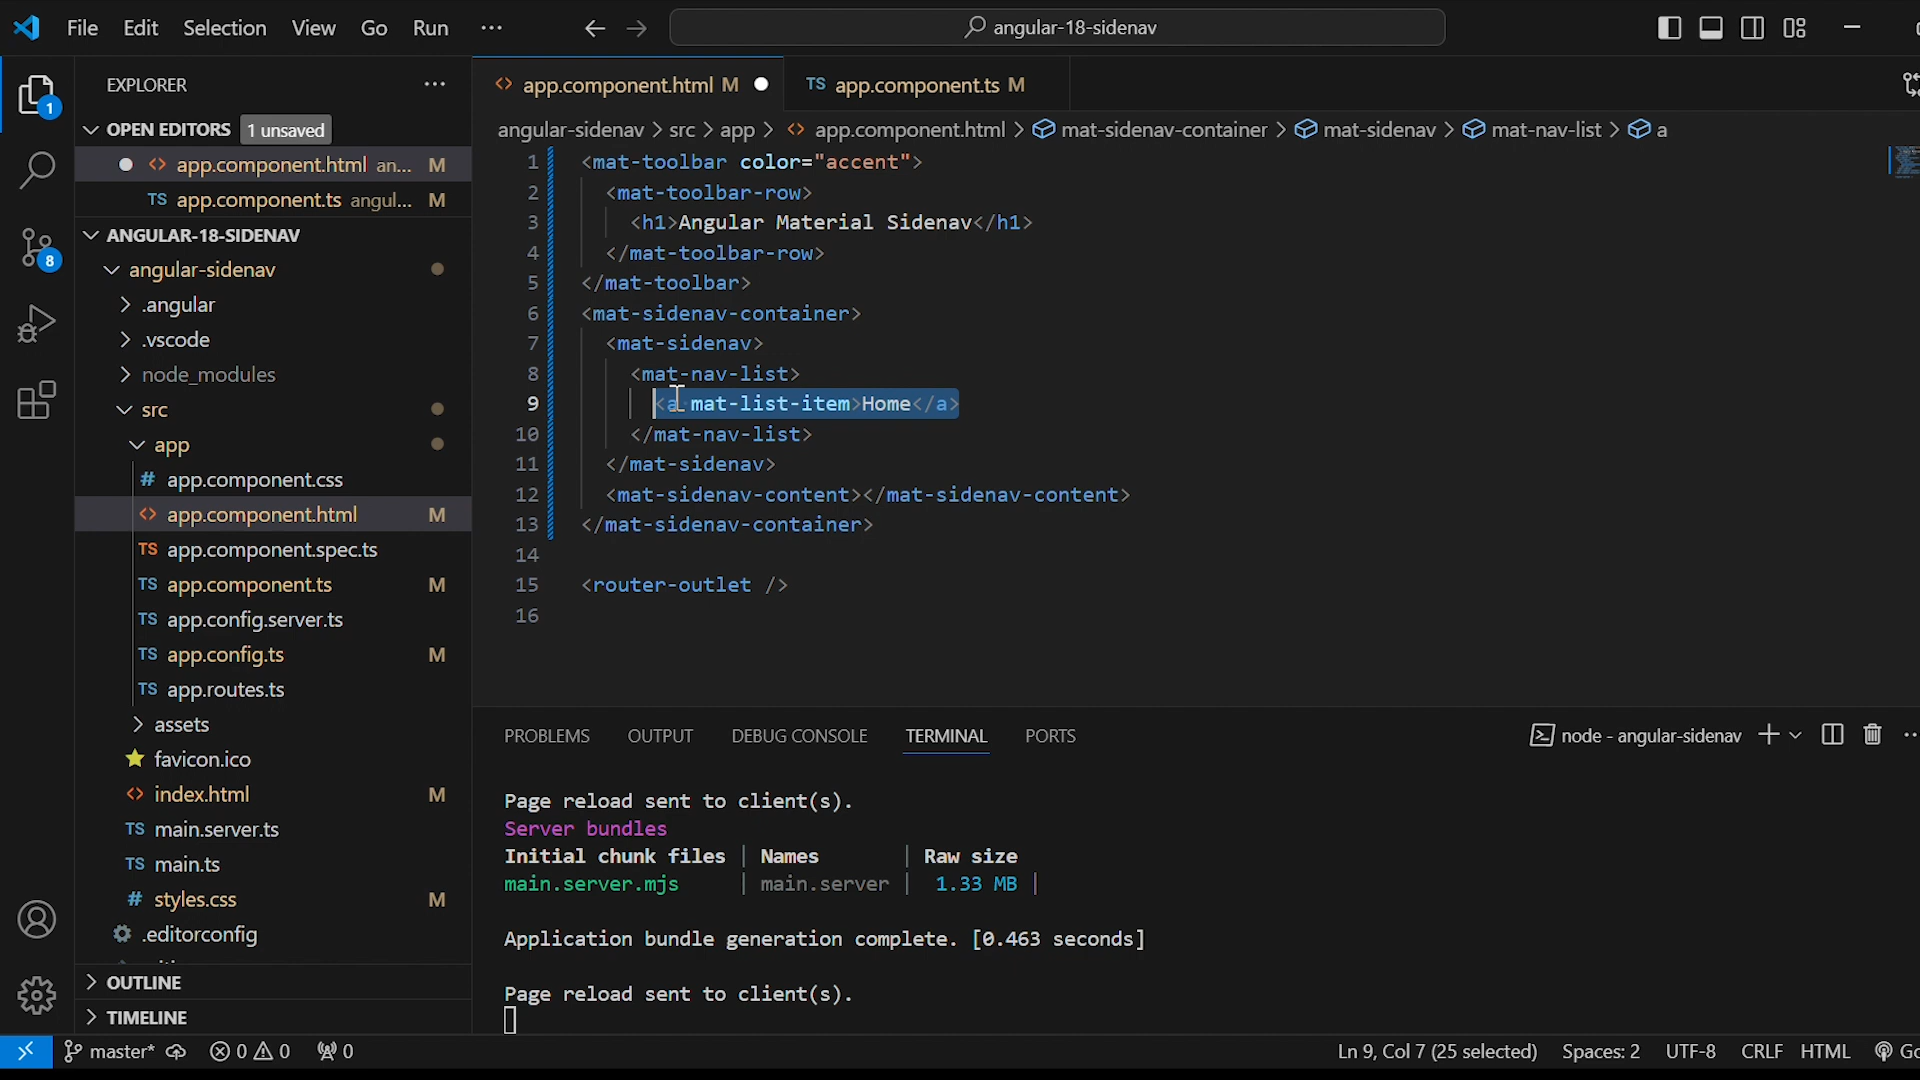 File Edit Selection View Go Run ···
angular-18-sidenav
EXPLORER ···
OPEN EDITORS 1 unsaved
app.component.html an... M
TS app.component.ts angul... M
ANGULAR-18-SIDENAV
angular-sidenav
.angular
.vscode
node_modules
src
app
# app.component.css
<> app.component.html M
TS app.component.spec.ts
TS app.component.ts M
TS app.config.server.ts
TS app.config.ts M
TS app.routes.ts
assets
favicon.ico
<> index.html M
TS main.server.ts
TS main.ts
# styles.css M
.editorconfig
OUTLINE
TIMELINE
1
8
<> app.component.html M
TS app.component.ts M
angular-sidenav > src > app > <> app.component.html > mat-sidenav-container > mat-sidenav > mat-nav-list > a
1 <mat-toolbar color="accent">
2 <mat-toolbar-row>
3 <h1>Angular Material Sidenav</h1>
4 </mat-toolbar-row>
5 </mat-toolbar>
6 <mat-sidenav-container>
7 <mat-sidenav>
8 <mat-nav-list>
9 <a mat-list-item>Home</a>
10 </mat-nav-list>
11 </mat-sidenav>
12 <mat-sidenav-content></mat-sidenav-content>
13 </mat-sidenav-container>
14
15 <router-outlet />
16
PROBLEMS OUTPUT DEBUG CONSOLE TERMINAL PORTS
node - angular-sidenav
Page reload sent to client(s).
Server bundles
Initial chunk files | Names | Raw size
main.server.mjs | main.server | 1.33 MB |
Application bundle generation complete. [0.463 seconds]
Page reload sent to client(s).
master* 0 0 0
Ln 9, Col 7 (25 selected) Spaces: 2 UTF-8 CRLF HTML